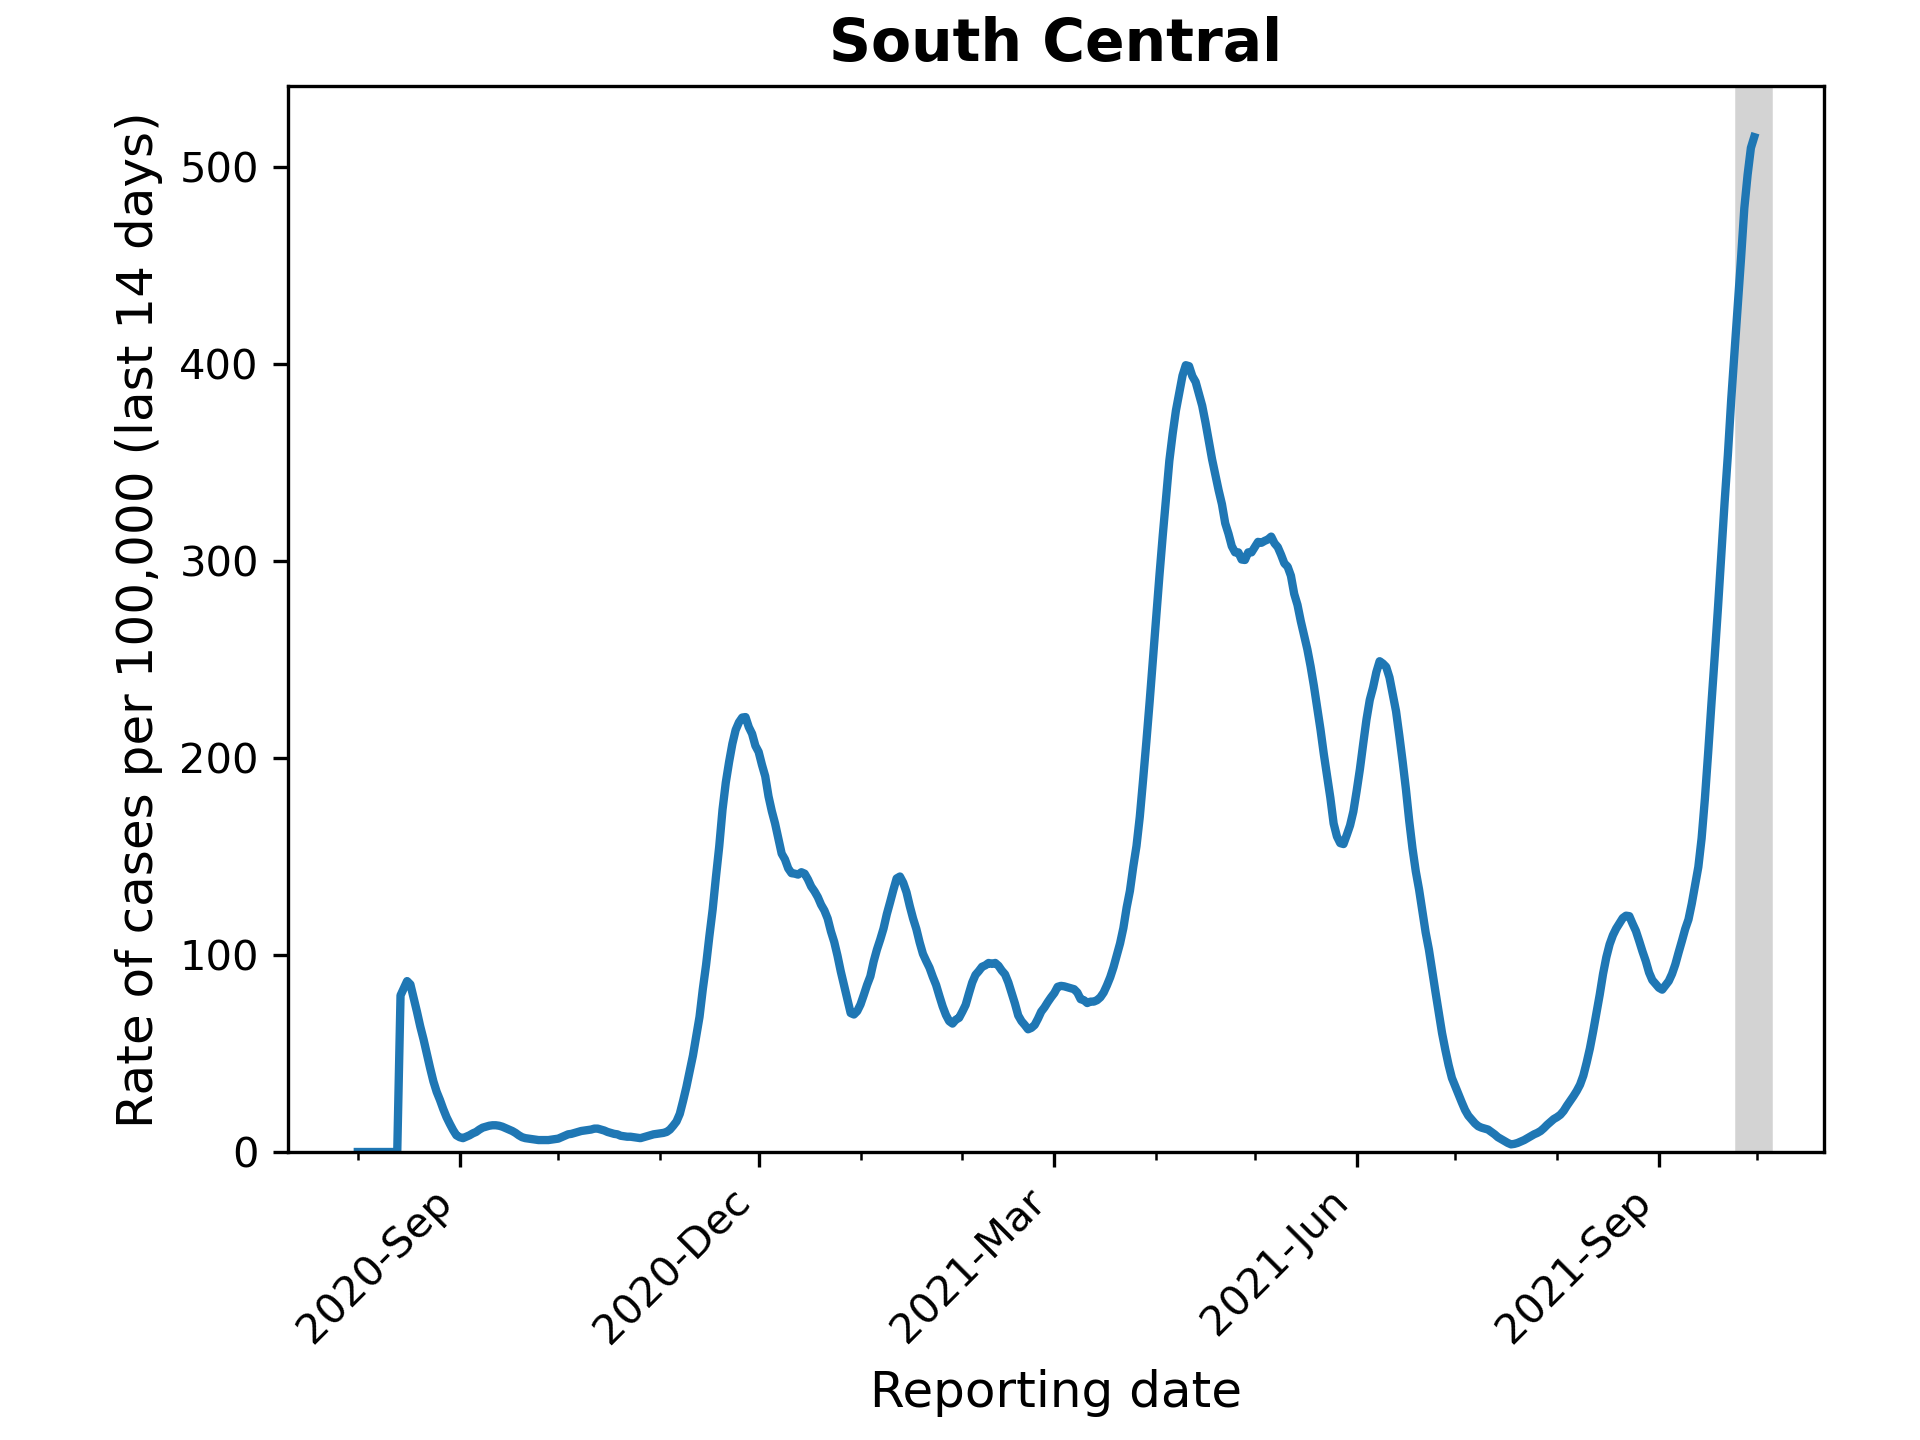 South Central
Rate of cases per 100,000 (last 14 days)
500
400
300
200
100
0
2020-Sep
2020-Dec
2021-Mar
2021-Jun
2021-Sep
Reporting date